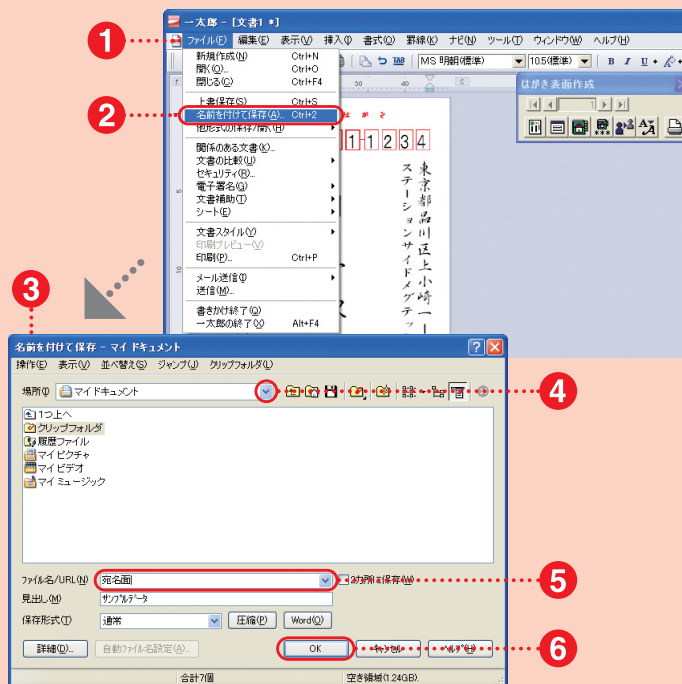 一太郎 - [文書1 *]
ファイル(F) 編集(E) 表示(V) 挿入(I) 書式(O) 罫線(K) ナビ(N) ツール(T) ウィンドウ(W) ヘルプ(H)
1
MS 明朝(標準) 10.5(標準) B I U
新規作成(N) Ctrl+N
開く(O)... Ctrl+O
閉じる(C) Ctrl+F4
上書保存(S) Ctrl+S
2
名前を付けて保存(A)... Ctrl+2
他形式の保存/開く(H)
関係のある文書(K)...
文書の比較(U)
セキュリティ(R)...
電子署名(G)
文書補助(T)
シート(E)
文書スタイル(Y)
印刷プレビュー(V)
印刷(P)... Ctrl+P
メール送信(I)
送信(M)...
書きかけ終了(Q)
一太郎の終了(X) Alt+F4
30 40
はがき
1-1234
東京都品川区上小崎一
ステーションサイドメグテッ
5
10
はがき表面作成
1
3
名前を付けて保存 - マイ ドキュメント
操作(E) 表示(V) 並べ替え(S) ジャンプ(J) クリップフォルダ(L)
場所(I) マイドキュメント
4
1つ上へ
クリップフォルダ
履歴ファイル
マイ ピクチャ
マイ ビデオ
マイ ミュージック
ファイル名/URL(N) 宛名面 2カ所に保存(W)
5
見出し(M) サンプルデータ
保存形式(T) 通常 圧縮(P) Word(O)
詳細(D)... 自動ファイル名設定(A)... OK キャンセル ヘルプ(H)
6
合計7個 空き領域(1.24GB)